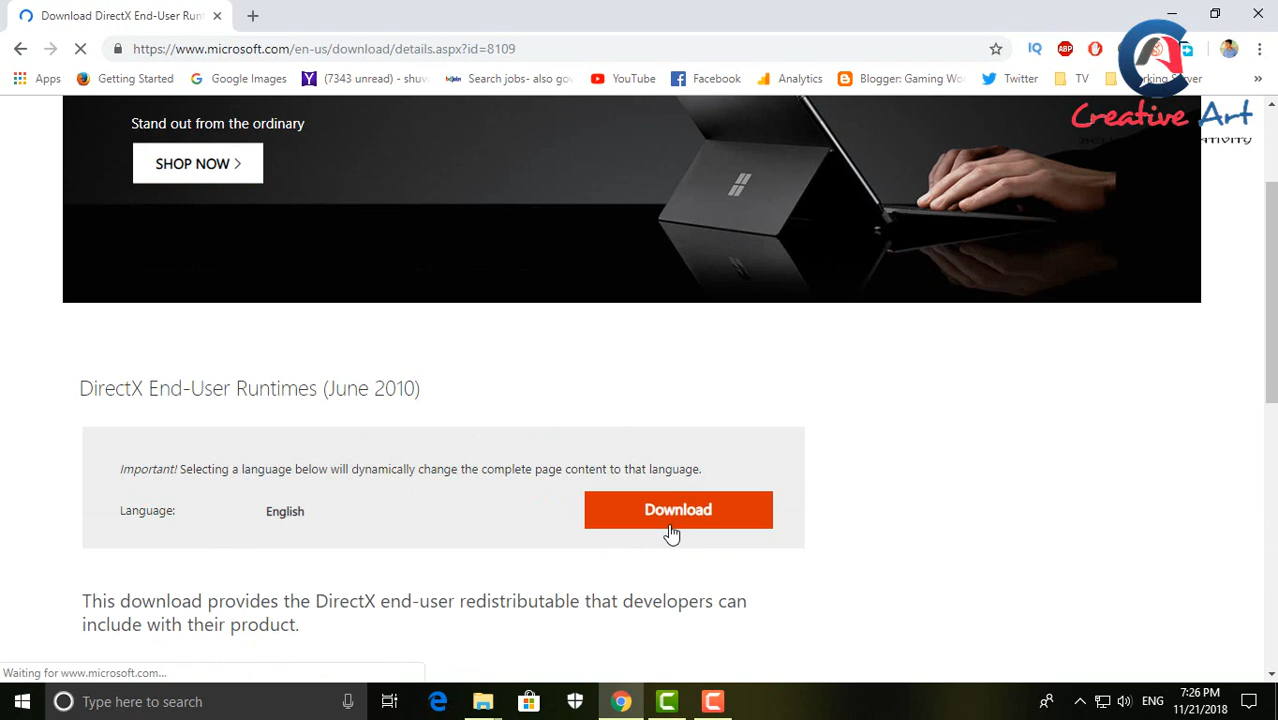 Download DirectX End-User Runt
https://www.microsoft.com/en-us/download/details.aspx?id=8109
IQ
ABP
Apps
Getting Started
Google Images
(7343 unread) - shuv
Search jobs- also gov
YouTube
Facebook
Analytics
Blogger: Gaming Wo
Twitter
TV
Server
Creative Art
Stand out from the ordinary
SHOP NOW
DirectX End-User Runtimes (June 2010)
Important! Selecting a language below will dynamically change the complete page content to that language.
Language:
English
Download
This download provides the DirectX end-user redistributable that developers can
include with their product.
Waiting for www.microsoft.com...
Type here to search
ENG
7:26 PM
11/21/2018